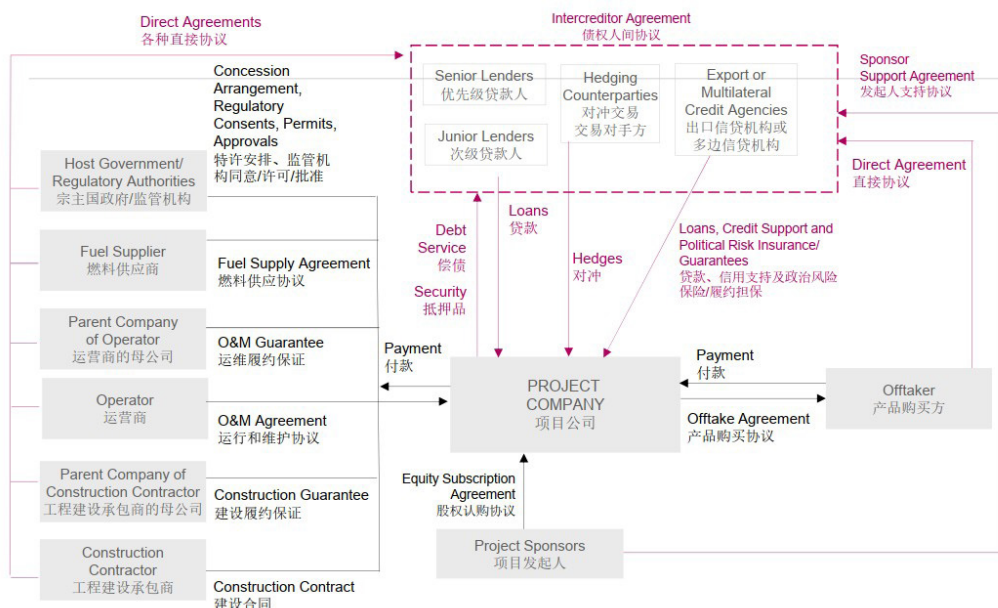 Direct Agreements
各种直接协议
Intercreditor Agreement
债权人间协议
Concession
Arrangement,
Regulatory
Consents, Permits,
Approvals
特许安排、监管机
构同意/许可/批准
Senior Lenders
优先级贷款人
Junior Lenders
次级贷款人
Hedging
Counterparties
对冲交易
交易对手方
Export or
Multilateral
Credit Agencies
出口信贷机构或
多边信贷机构
Sponsor
Support Agreement
发起人支持协议
Direct Agreement
直接协议
Host Government/
Regulatory Authorities
宗主国政府/监管机构
Fuel Supplier
燃料供应商
Fuel Supply Agreement
燃料供应协议
Parent Company
of Operator
运营商的母公司
O&M Guarantee
运维履约保证
Operator
运营商
O&M Agreement
运行和维护协议
Parent Company of
Construction Contractor
工程建设承包商的母公司
Construction Guarantee
建设履约保证
Construction
Contractor
工程建设承包商
Construction Contract
建设合同
Debt
Service
偿债
Security
抵押品
Loans
贷款
Hedges
对冲
Loans, Credit Support and
Political Risk Insurance/
Guarantees
贷款、信用支持及政治风险
保险/履约担保
Payment
付款
PROJECT
COMPANY
项目公司
Payment
付款
Offtake Agreement
产品购买协议
Offtaker
产品购买方
Equity Subscription
Agreement
股权认购协议
Project Sponsors
项目发起人